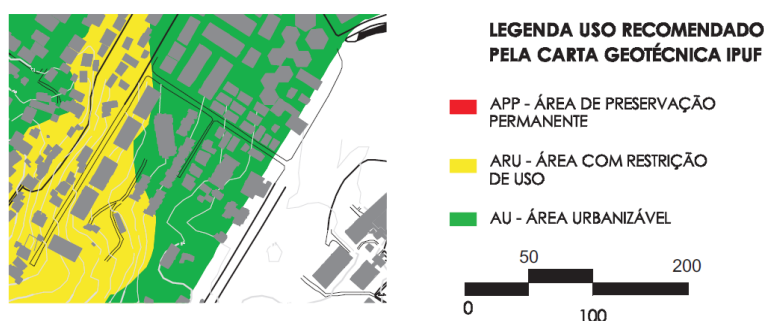 LEGENDA USO RECOMENDADO
PELA CARTA GEOTÉCNICA IPUF
APP - ÁREA DE PRESERVAÇÃO
PERMANENTE
ARU - ÁREA COM RESTRIÇÃO
DE USO
AU - ÁREA URBANIZÁVEL
50
200
0
100